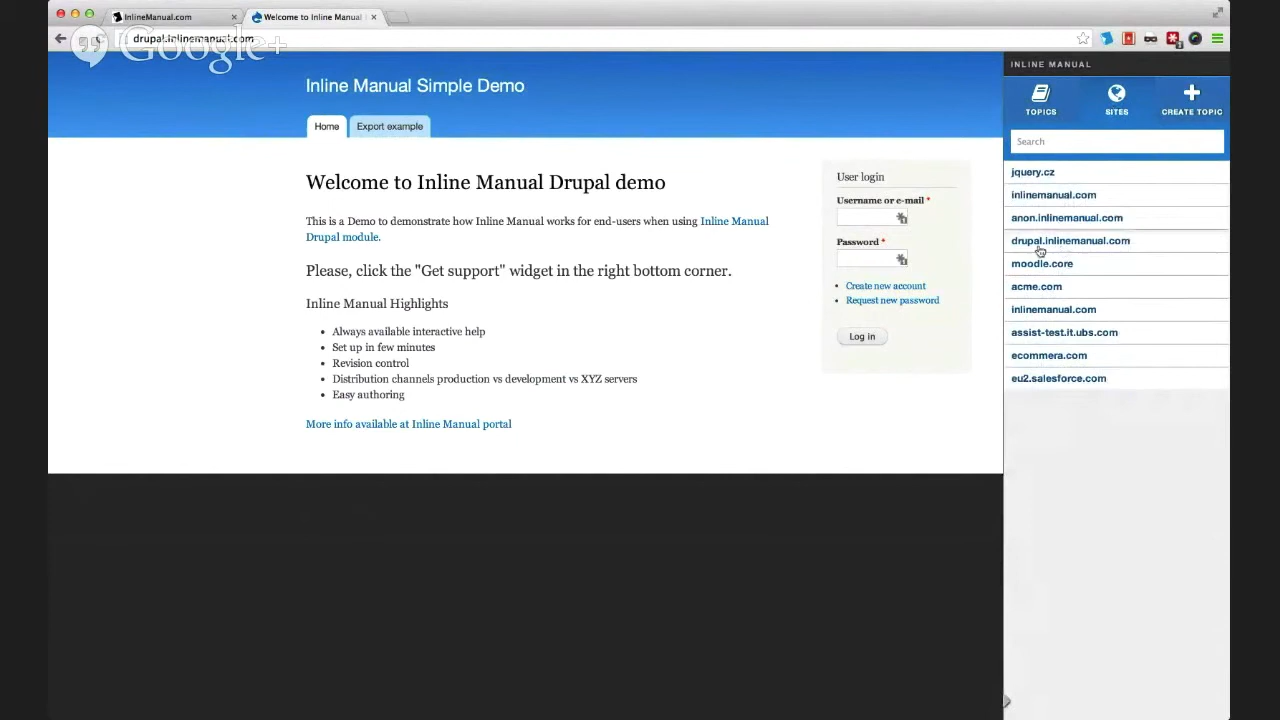 InlineManual.com
Welcome to Inline Manual
drupal.inlinemanual.com
Google+
INLINE MANUAL
Inline Manual Simple Demo
TOPICS
SITES
CREATE TOPIC
Home
Export example
Search
jquery.cz
inlinemanual.com
anon.inlinemanual.com
drupal.inlinemanual.com
moodle.core
acme.com
inlinemanual.com
assist-test.it.ubs.com
ecommera.com
eu2.salesforce.com
Welcome to Inline Manual Drupal demo
This is a Demo to demonstrate how Inline Manual works for end-users when using Inline Manual
Drupal module.
Please, click the "Get support" widget in the right bottom corner.
Inline Manual Highlights
• Always available interactive help
• Set up in few minutes
• Revision control
• Distribution channels production vs development vs XYZ servers
• Easy authoring
More info available at Inline Manual portal
User login
Username or e-mail *
Password *
• Create new account
• Request new password
Log in